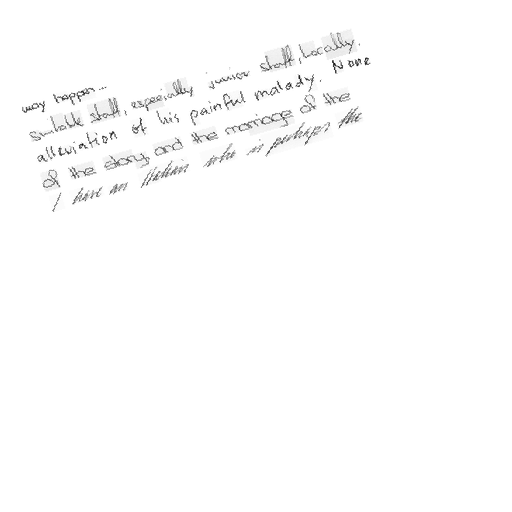 may happen...
suitable staff, especially junior staff, locally.
alleviation of his painful malady. None
of the story and the marriage of the
I have an who is perhaps the